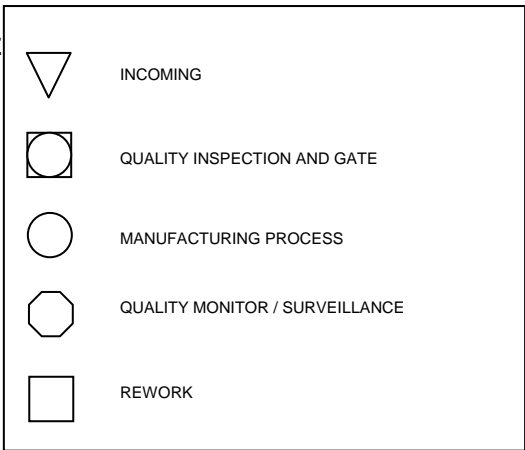 INCOMING
QUALITY INSPECTION AND GATE
MANUFACTURING PROCESS
QUALITY MONITOR / SURVEILLANCE
REWORK